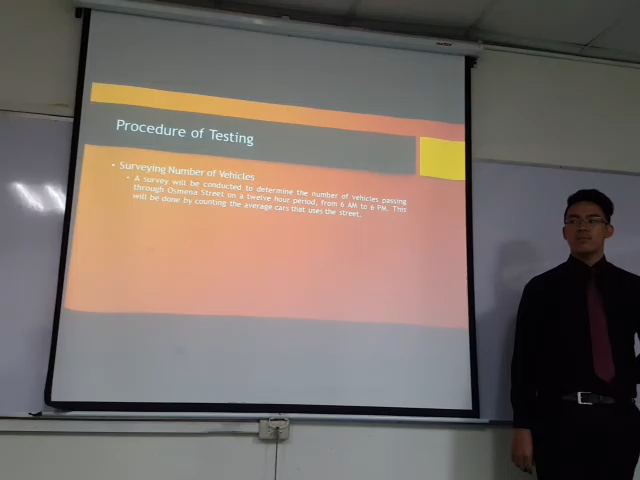 Procedure of Testing
• Surveying Number of Vehicles
• A survey will be conducted to determine the number of vehicles passing
through Osmena Street on a twelve hour period, from 6 AM to 6 PM. This
will be done by counting the average cars that uses the street.